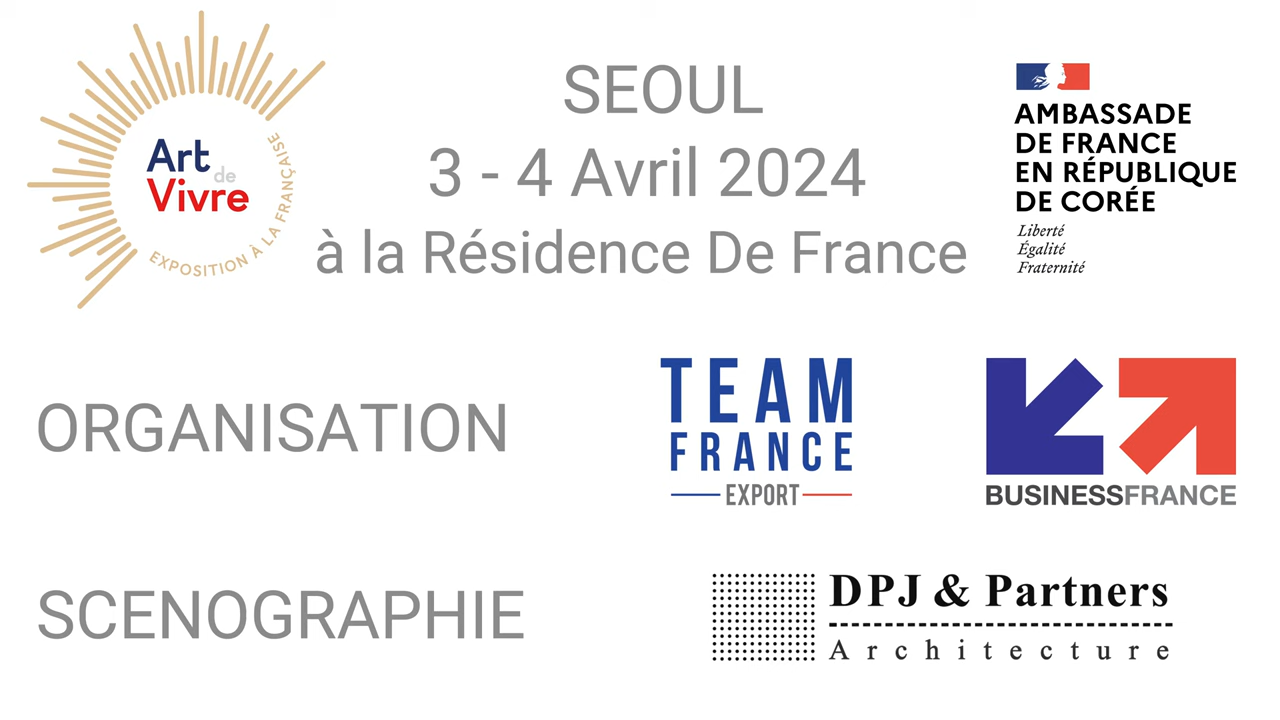 Art
de
Vivre
EXPOSITION À LA FRANÇAISE
SEOUL
3 - 4 Avril 2024
à la Résidence De France
AMBASSADE
DE FRANCE
EN RÉPUBLIQUE
DE CORÉE
Liberté
Égalité
Fraternité
ORGANISATION
TEAM
FRANCE
EXPORT
BUSINESSFRANCE
SCENOGRAPHIE
DPJ & Partners
Architecture